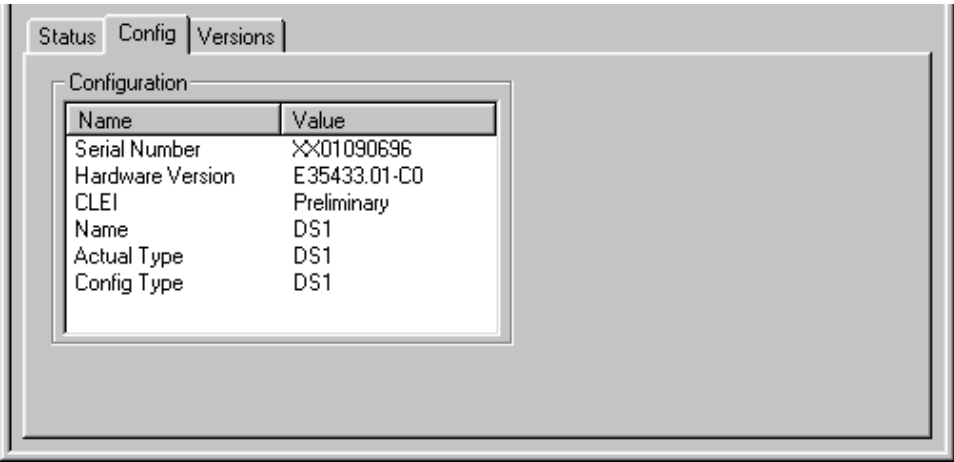 Status Config Versions
Configuration
Name Value
Serial Number XX01090696
Hardware Version E35433.01-C0
CLEI Preliminary
Name DS1
Actual Type DS1
Config Type DS1